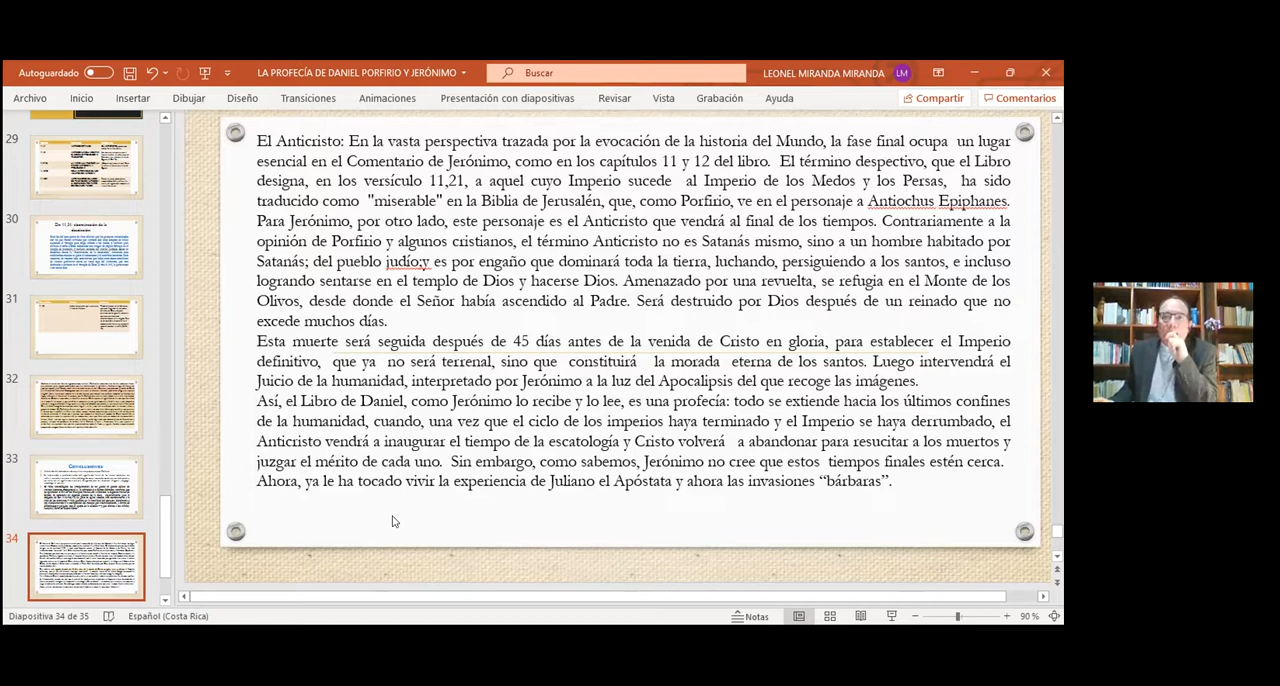 Autoguardado
LA PROFECÍA DE DANIEL PORFIRIO Y JERÓNIMO
Buscar
LEONEL MIRANDA MIRANDA
LM
Archivo Inicio Insertar Dibujar Diseño Transiciones Animaciones Presentación con diapositivas Revisar Vista Grabación Ayuda
Compartir Comentarios
29
30
31
32
33
CONCLUSIONES
34
El Anticristo: En la vasta perspectiva trazada por la evocación de la historia del Mundo, la fase final ocupa un lugar
esencial en el Comentario de Jerónimo, como en los capítulos 11 y 12 del libro. El término despectivo, que el Libro
designa, en los versículo 11,21, a aquel cuyo Imperio sucede al Imperio de los Medos y los Persas, ha sido
traducido como "miserable" en la Biblia de Jerusalén, que, como Porfirio, ve en el personaje a Antiochus Epiphanes.
Para Jerónimo, por otro lado, este personaje es el Anticristo que vendrá al final de los tiempos. Contrariamente a la
opinión de Porfirio y algunos cristianos, el término Anticristo no es Satanás mismo, sino a un hombre habitado por
Satanás; del pueblo judío;y es por engaño que dominará toda la tierra, luchando, persiguiendo a los santos, e incluso
logrando sentarse en el templo de Dios y hacerse Dios. Amenazado por una revuelta, se refugia en el Monte de los
Olivos, desde donde el Señor había ascendido al Padre. Será destruido por Dios después de un reinado que no
excede muchos días.
Esta muerte será seguida después de 45 días antes de la venida de Cristo en gloria, para establecer el Imperio
definitivo, que ya no será terrenal, sino que constituirá la morada eterna de los santos. Luego intervendrá el
Juicio de la humanidad, interpretado por Jerónimo a la luz del Apocalipsis del que recoge las imágenes.
Así, el Libro de Daniel, como Jerónimo lo recibe y lo lee, es una profecía: todo se extiende hacia los últimos confines
de la humanidad, cuando, una vez que el ciclo de los imperios haya terminado y el Imperio se haya derrumbado, el
Anticristo vendrá a inaugurar el tiempo de la escatología y Cristo volverá a abandonar para resucitar a los muertos y
juzgar el mérito de cada uno. Sin embargo, como sabemos, Jerónimo no cree que estos tiempos finales estén cerca.
Ahora, ya le ha tocado vivir la experiencia de Juliano el Apóstata y ahora las invasiones “bárbaras”.
Diapositiva 34 de 35
Español (Costa Rica)
Notas
90 %